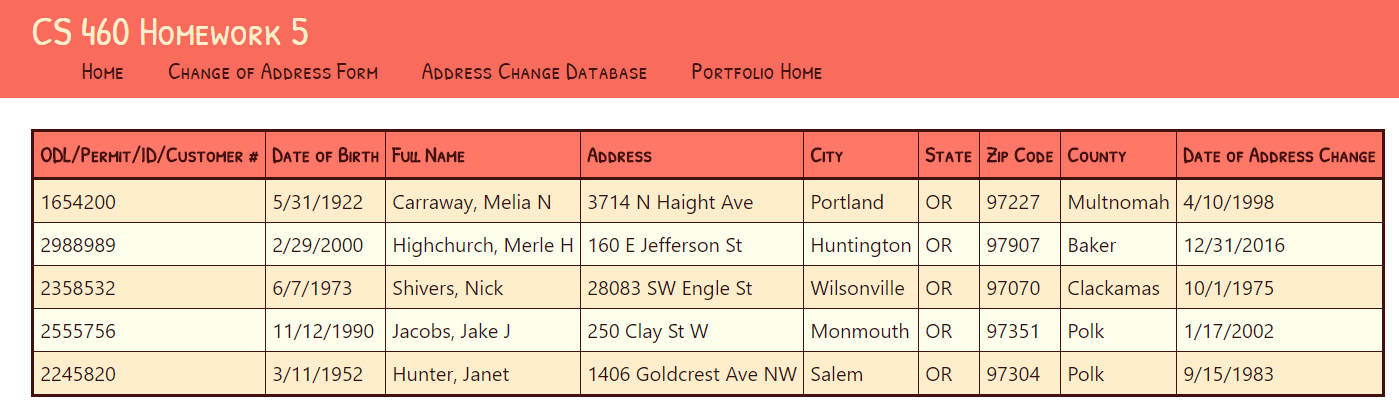 CS 460 Homework 5
Home Change of Address Form Address Change Database Portfolio Home
ODL/Permit/ID/Customer # Date of Birth Full Name Address City State Zip Code County Date of Address Change
1654200 5/31/1922 Carraway, Melia N 3714 N Haight Ave Portland OR 97227 Multnomah 4/10/1998
2988989 2/29/2000 Highchurch, Merle H 160 E Jefferson St Huntington OR 97907 Baker 12/31/2016
2358532 6/7/1973 Shivers, Nick 28083 SW Engle St Wilsonville OR 97070 Clackamas 10/1/1975
2555756 11/12/1990 Jacobs, Jake J 250 Clay St W Monmouth OR 97351 Polk 1/17/2002
2245820 3/11/1952 Hunter, Janet 1406 Goldcrest Ave NW Salem OR 97304 Polk 9/15/1983